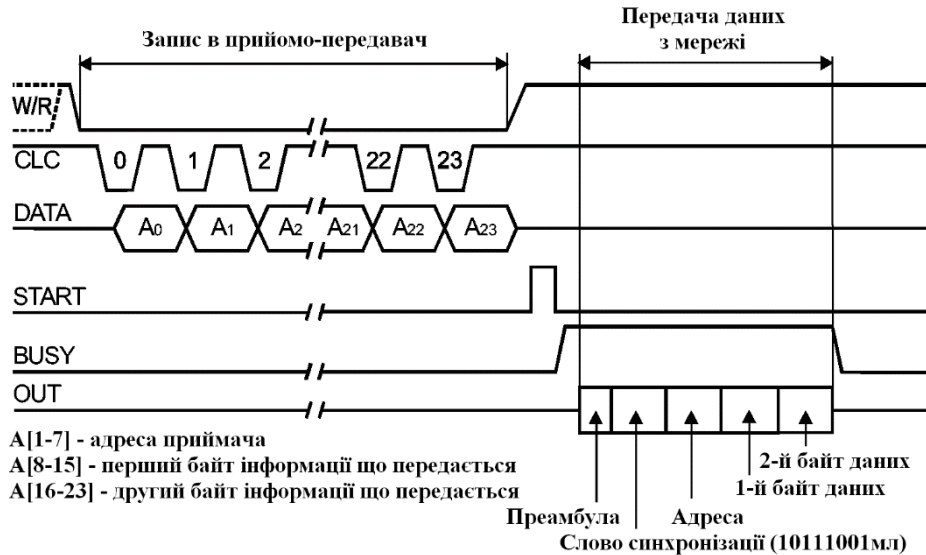 Передача даних
з мережі
Запис в прийомо-передавач
W/R
CLC
0 1 2 22 23
DATA
A0 A1 A2 A21 A22 A23
START
BUSY
OUT
A[1-7] - адреса приймача
A[8-15] - перший байт інформації що передається
A[16-23] - другий байт інформації що передається
2-й байт даних
1-й байт даних
Преамбула
Адреса
Слово синхронізації (10111001мл)